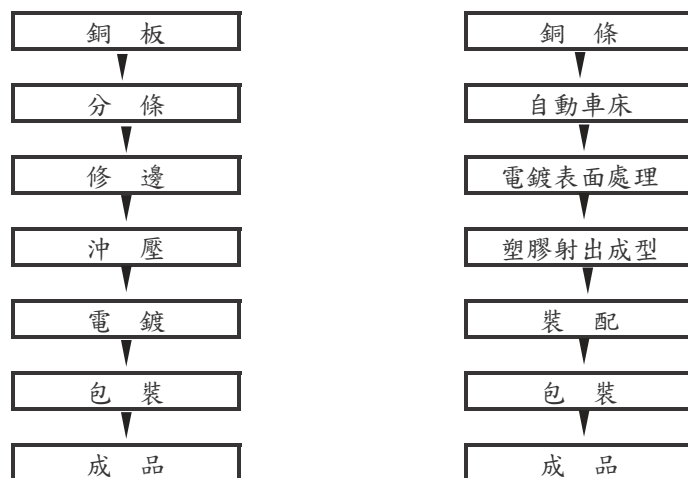 銅 板
分 條
修 邊
沖 壓
電 鍍
包 裝
成 品
銅 條
自動車床
電鍍表面處理
塑膠射出成型
裝 配
包 裝
成 品